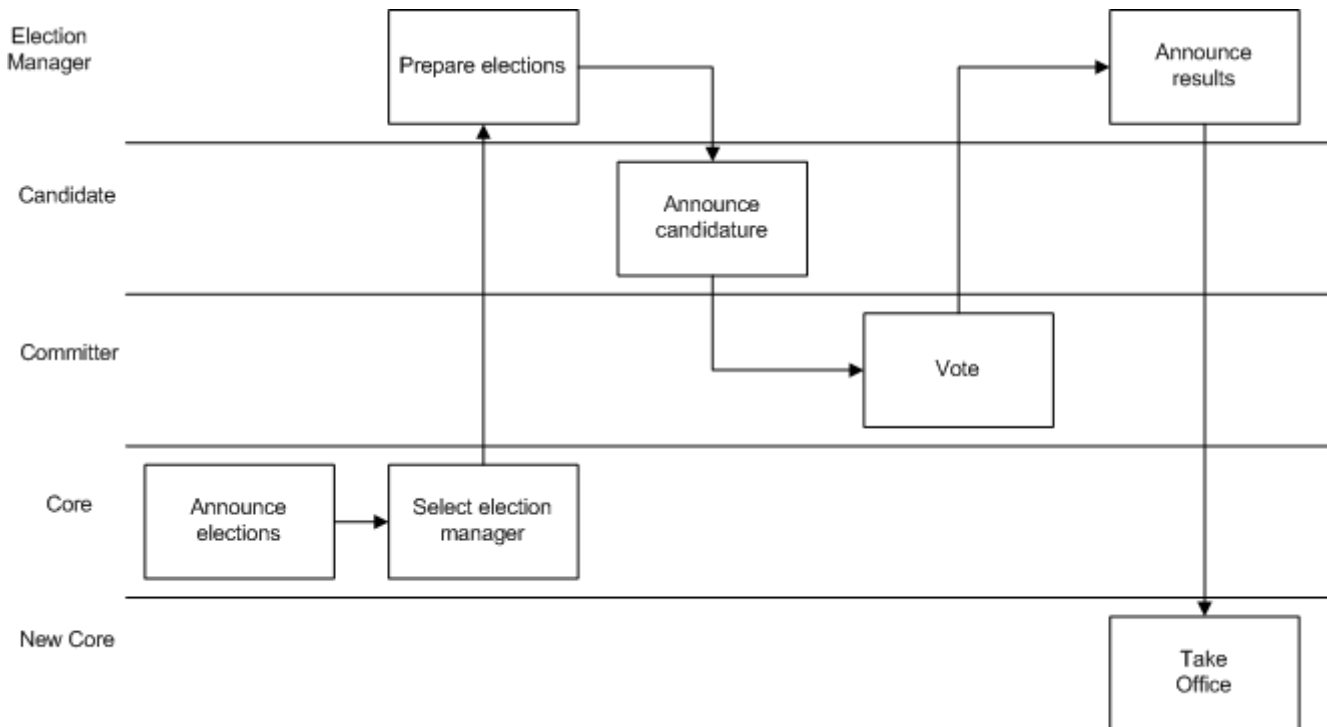 Election
Manager
Prepare elections
Announce
results
Candidate
Announce
candidature
Committer
Vote
Core
Announce
elections
Select election
manager
New Core
Take
Office